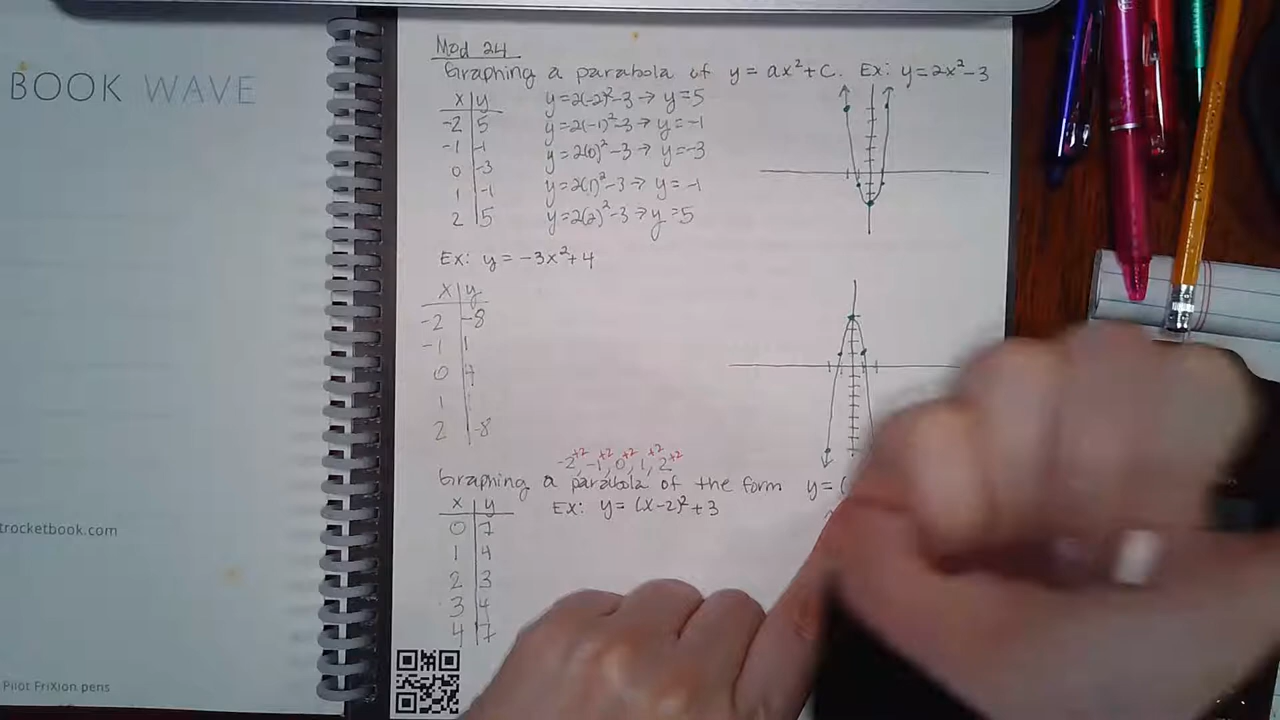 BOOK WAVE
trocketbook.com
Pilot FriXion pens
Mod 24
Graphing a parabola of y = ax²+c. Ex: y=2x²-3
x y
-2 5
-1 -1
0 -3
1 -1
2 5
y=2(-2)²-3→ y=5
y=2(-1)²-3→ y=-1
y=2(0)²-3→ y=-3
y=2(1)²-3→ y=-1
y=2(2)²-3→ y=5
Ex: y = -3x²+4
x y
-2 -8
-1 1
0 4
1
2 -8
-2+2, -1+2, 0+2, 1+2, 2+2
Graphing a parabola of the form y=(
x y
0 7
1 4
2 3
3 4
4 7
Ex: y=(x-2)²+3